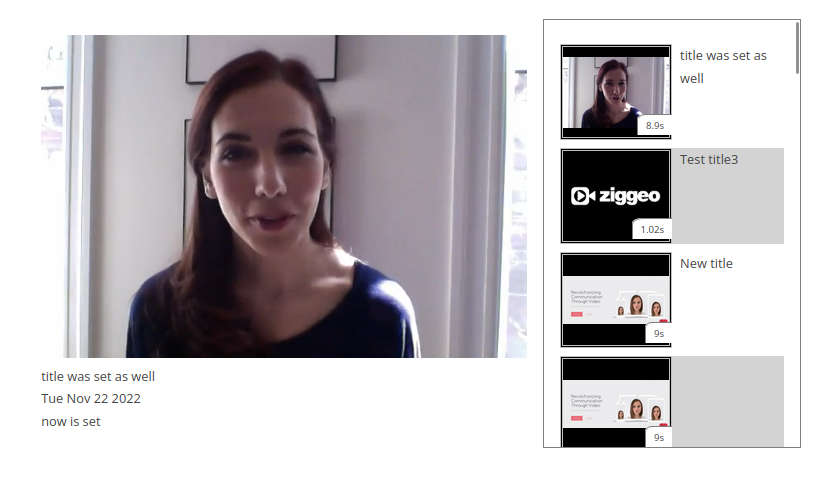 title was set as well
Tue Nov 22 2022
now is set
title was set as
well
8.9s
Test title3
ziggeo
1.02s
New title
Revolutionizing
Communication
Through Video
9s
Revolutionizing
Communication
Through Video
9s